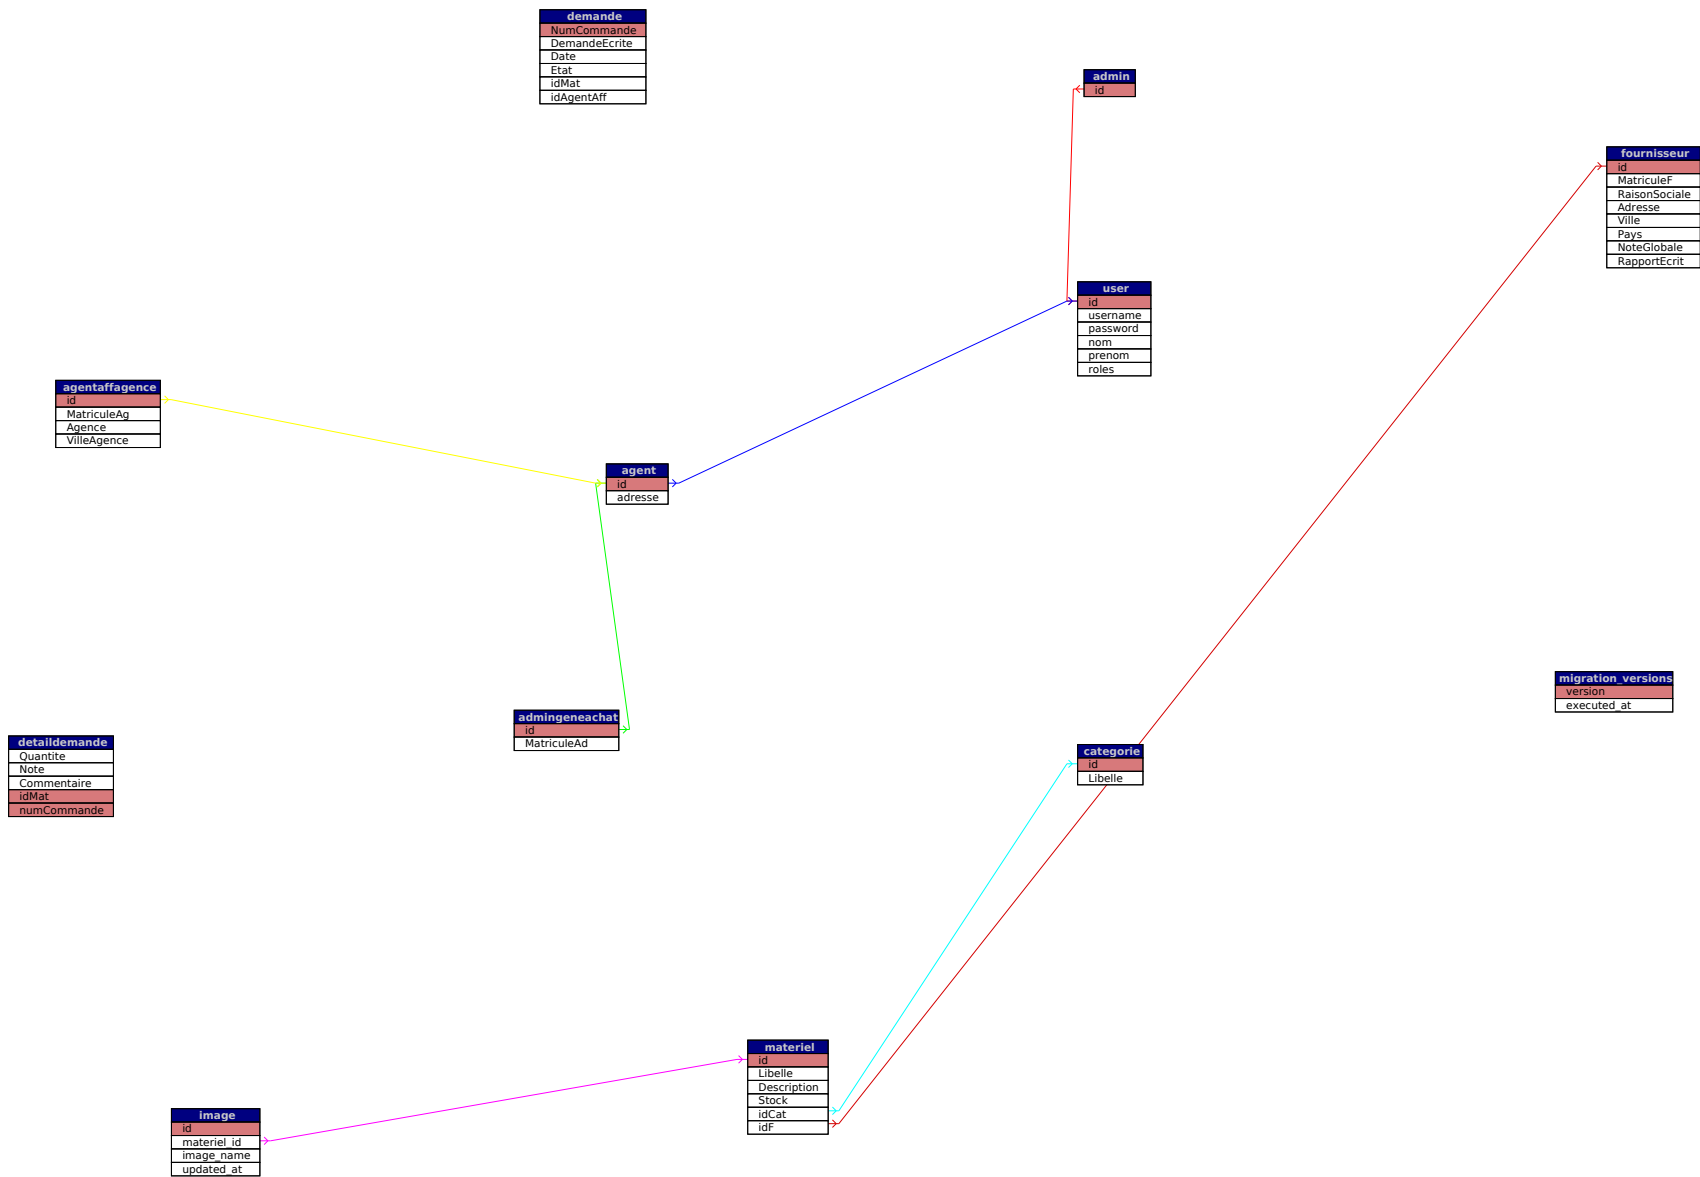 demande
NumCommande
DemandeEcrite
Date
Etat
idMat
idAgentAff
admin
id
fournisseur
id
MatriculeF
RaisonSociale
Adresse
Ville
Pays
NoteGlobale
RapportEcrit
user
id
username
password
nom
prenom
roles
agentaffagence
id
MatriculeAg
Agence
VilleAgence
agent
id
adresse
migration_versions
version
executed_at
admingeneachat
id
MatriculeAd
detaildemande
Quantite
Note
Commentaire
idMat
numCommande
categorie
id
Libelle
materiel
id
Libelle
Description
Stock
idCat
idF
image
id
materiel_id
image_name
updated_at